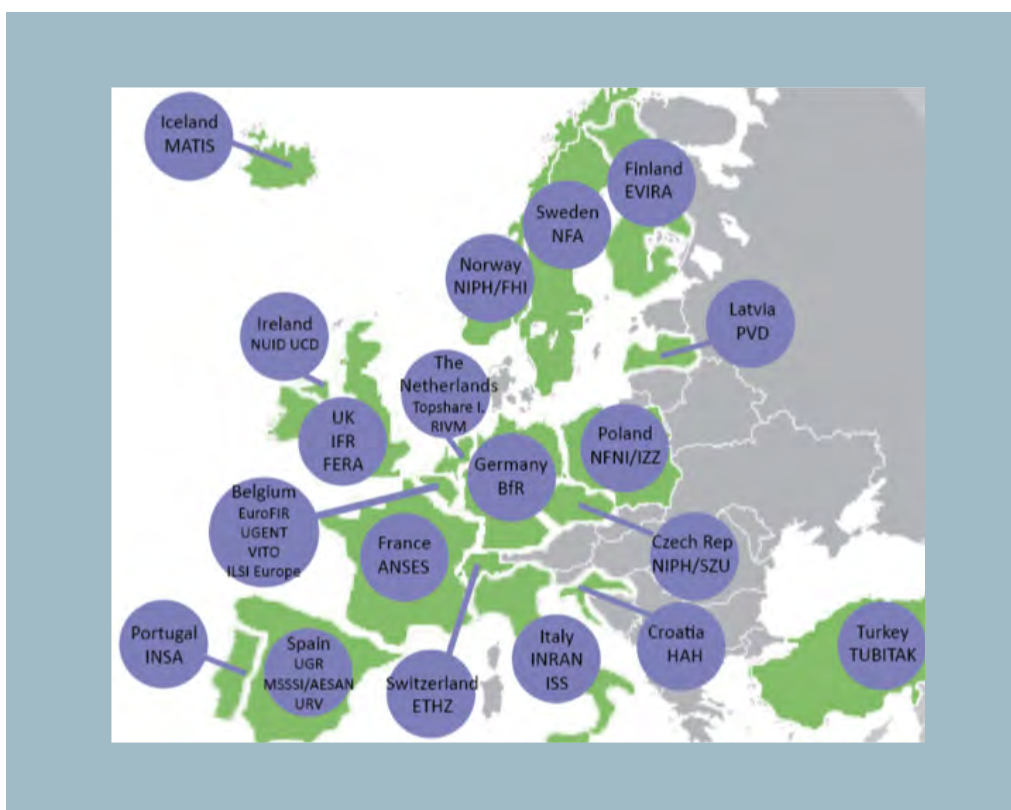 Iceland
MATIS
Finland
EVIRA
Sweden
NFA
Norway
NIPH/FHI
Latvia
PVD
Ireland
NUID UCD
The
Netherlands
Topshare I.
RIVM
UK
IFR
FERA
Poland
NFNI/IZZ
Germany
BfR
Belgium
EuroFIR
UGENT
VITO
ILSI Europe
France
ANSES
Czech Rep
NIPH/SZU
Portugal
INSA
Spain
UGR
MSSSI/AESAN
URV
Switzerland
ETHZ
Italy
INRAN
ISS
Croatia
HAH
Turkey
TUBITAK